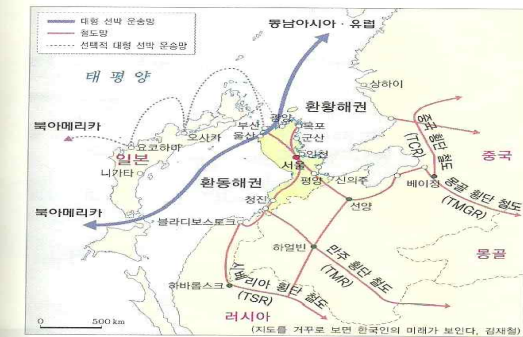 대형 선박 운송망
철도망
선택적 대형 선박 운송망
동남아시아 · 유럽
태평양
상하이
환황해권
광양
목포
부산
울산
군산
인천
서울
북아메리카
요코하마
오사카
일본
니가타
환동해권
평양
신의주
베이징
중국 횡단 철도
(TCR)
중국
몽골 횡단 철도
(TMGR)
청진
선양
북아메리카
블라디보스토크
하얼빈
만주 횡단 철도
(TMR)
몽골
하바롭스크
시베리아 횡단 철도
(TSR)
러시아
0 500 km
(지도를 거꾸로 보면 한국인의 미래가 보인다, 김재철)